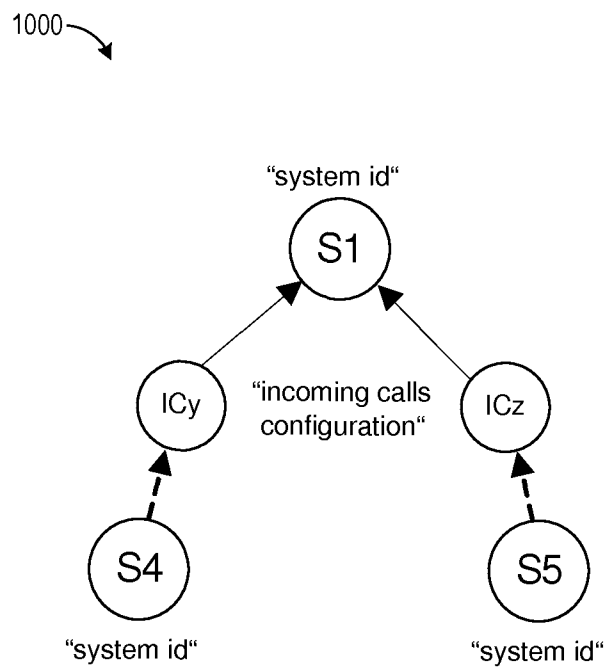 1000
“system id“
S1
ICy
“incoming calls
configuration“
ICz
S4
S5
“system id“
“system id“